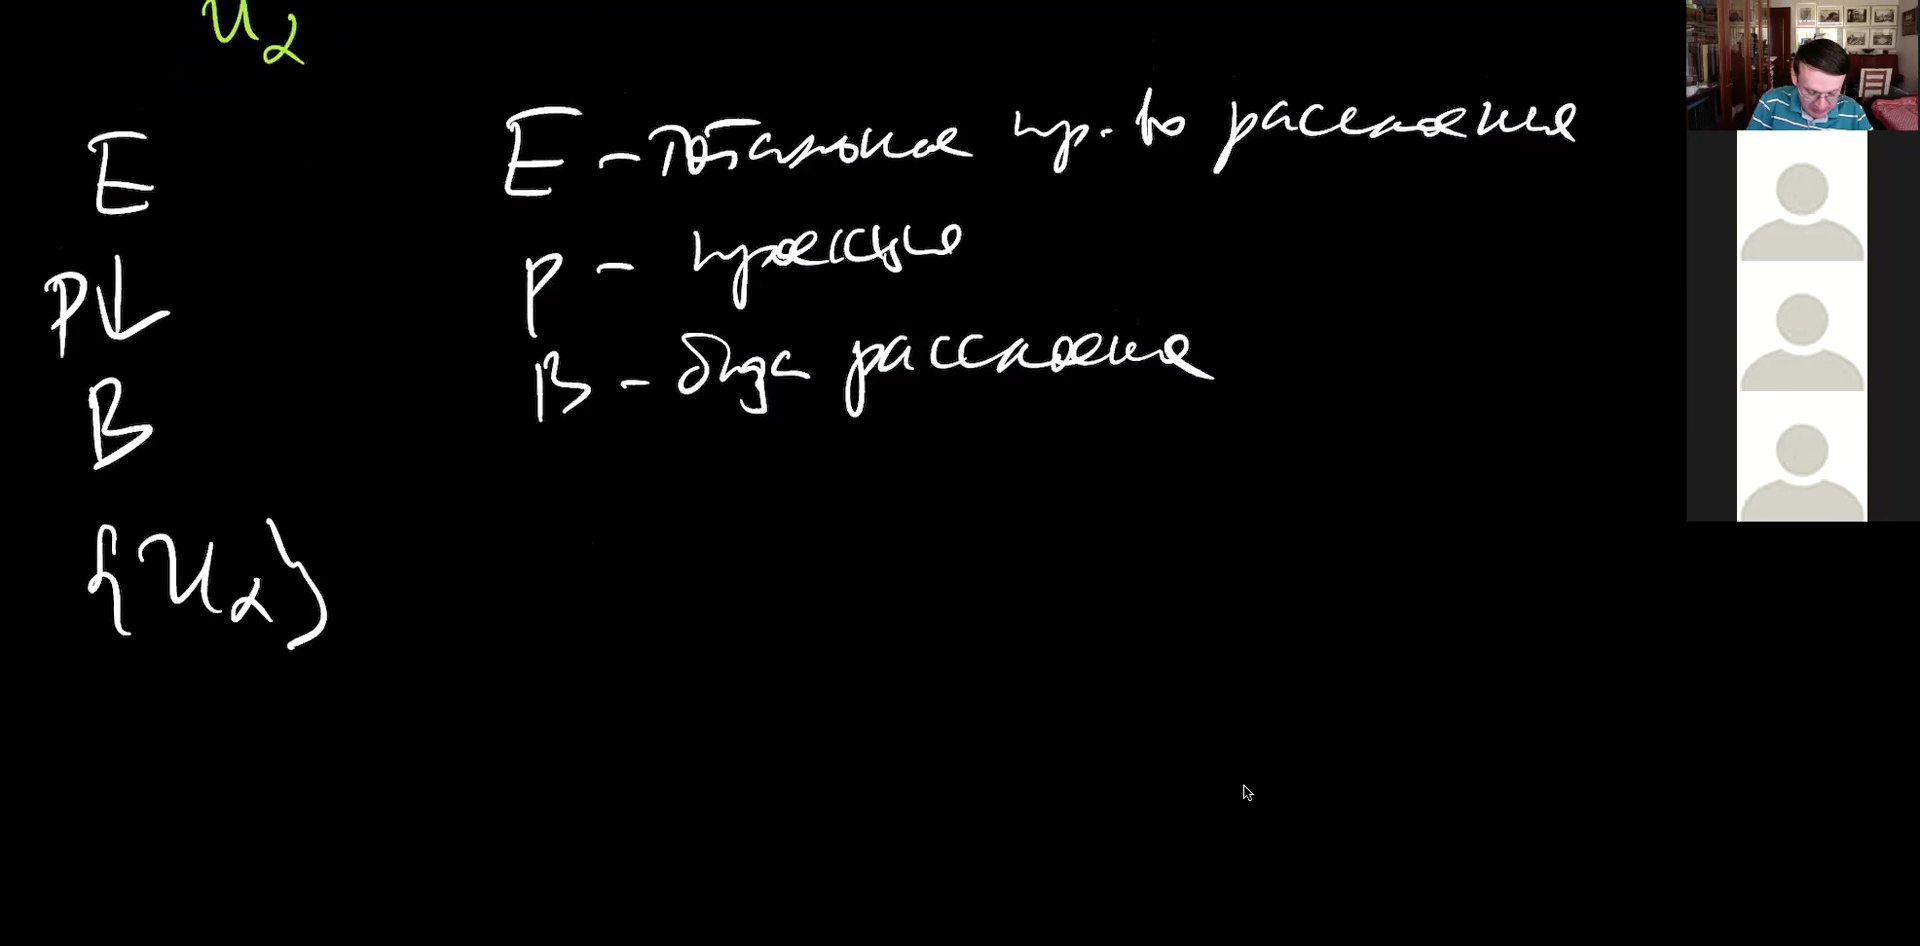 U_α
E
E – тотальное пр-во расслоения
p↓
p – проекция
B
B – база расслоения
{U_α}